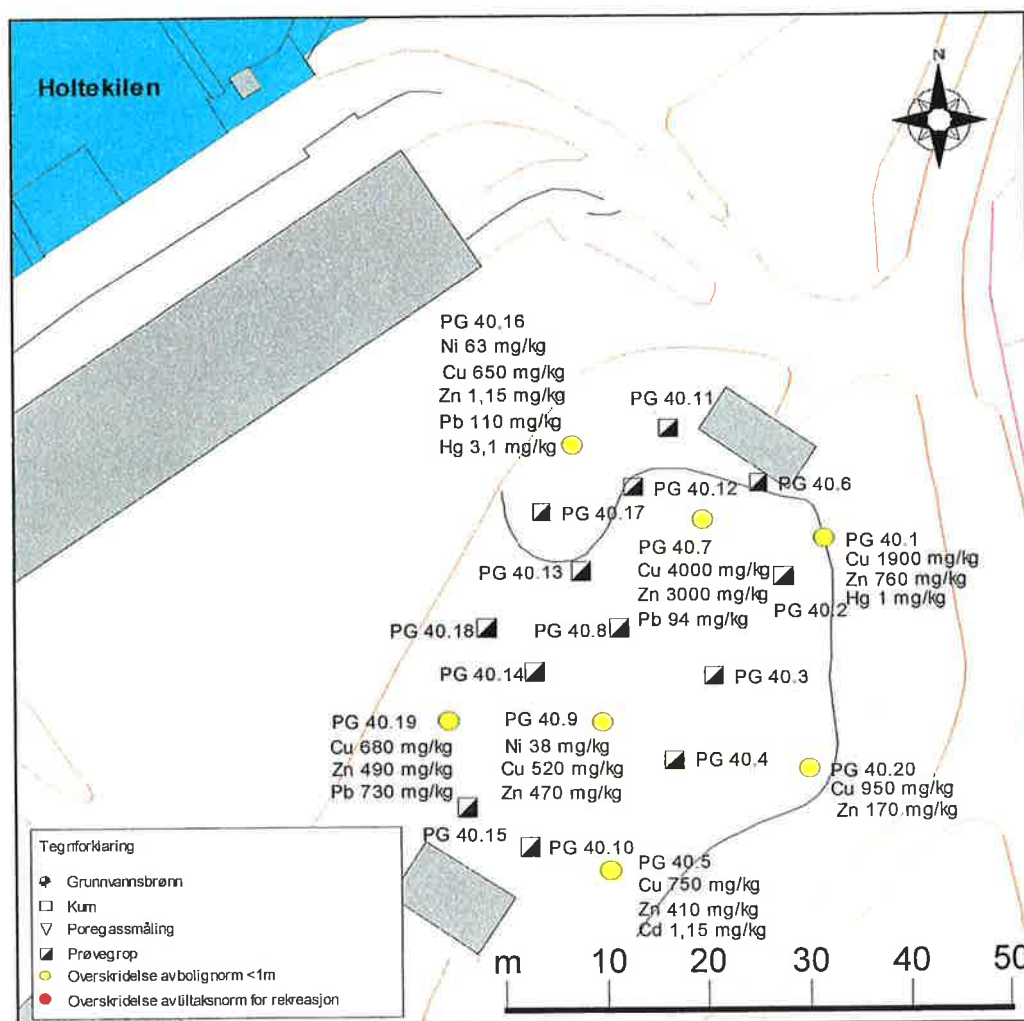 Holtekilen
N
PG 40.16
Ni 63 mg/kg
Cu 650 mg/kg
Zn 1,15 mg/kg
Pb 110 mg/kg
Hg 3,1 mg/kg
PG 40.11
PG 40.12
PG 40.6
PG 40.17
PG 40.7
Cu 4000 mg/kg
Zn 3000 mg/kg
Pb 94 mg/kg
PG 40.1
Cu 1900 mg/kg
Zn 760 mg/kg
Hg 1 mg/kg
PG 40.13
PG 40.2
PG 40.18
PG 40.8
PG 40.14
PG 40.3
PG 40.19
Cu 680 mg/kg
Zn 490 mg/kg
Pb 730 mg/kg
PG 40.9
Ni 38 mg/kg
Cu 520 mg/kg
Zn 470 mg/kg
PG 40.4
PG 40.20
Cu 950 mg/kg
Zn 170 mg/kg
PG 40.15
PG 40.10
PG 40.5
Cu 750 mg/kg
Zn 410 mg/kg
Cd 1,15 mg/kg
Tegnforklaring
Grunnvannsbrønn
Kum
Poregassmåling
Prøvegrop
Overskridelse av bolignorm <1m
Overskridelse av tiltaksnorm for rekreasjon
m 10 20 30 40 50